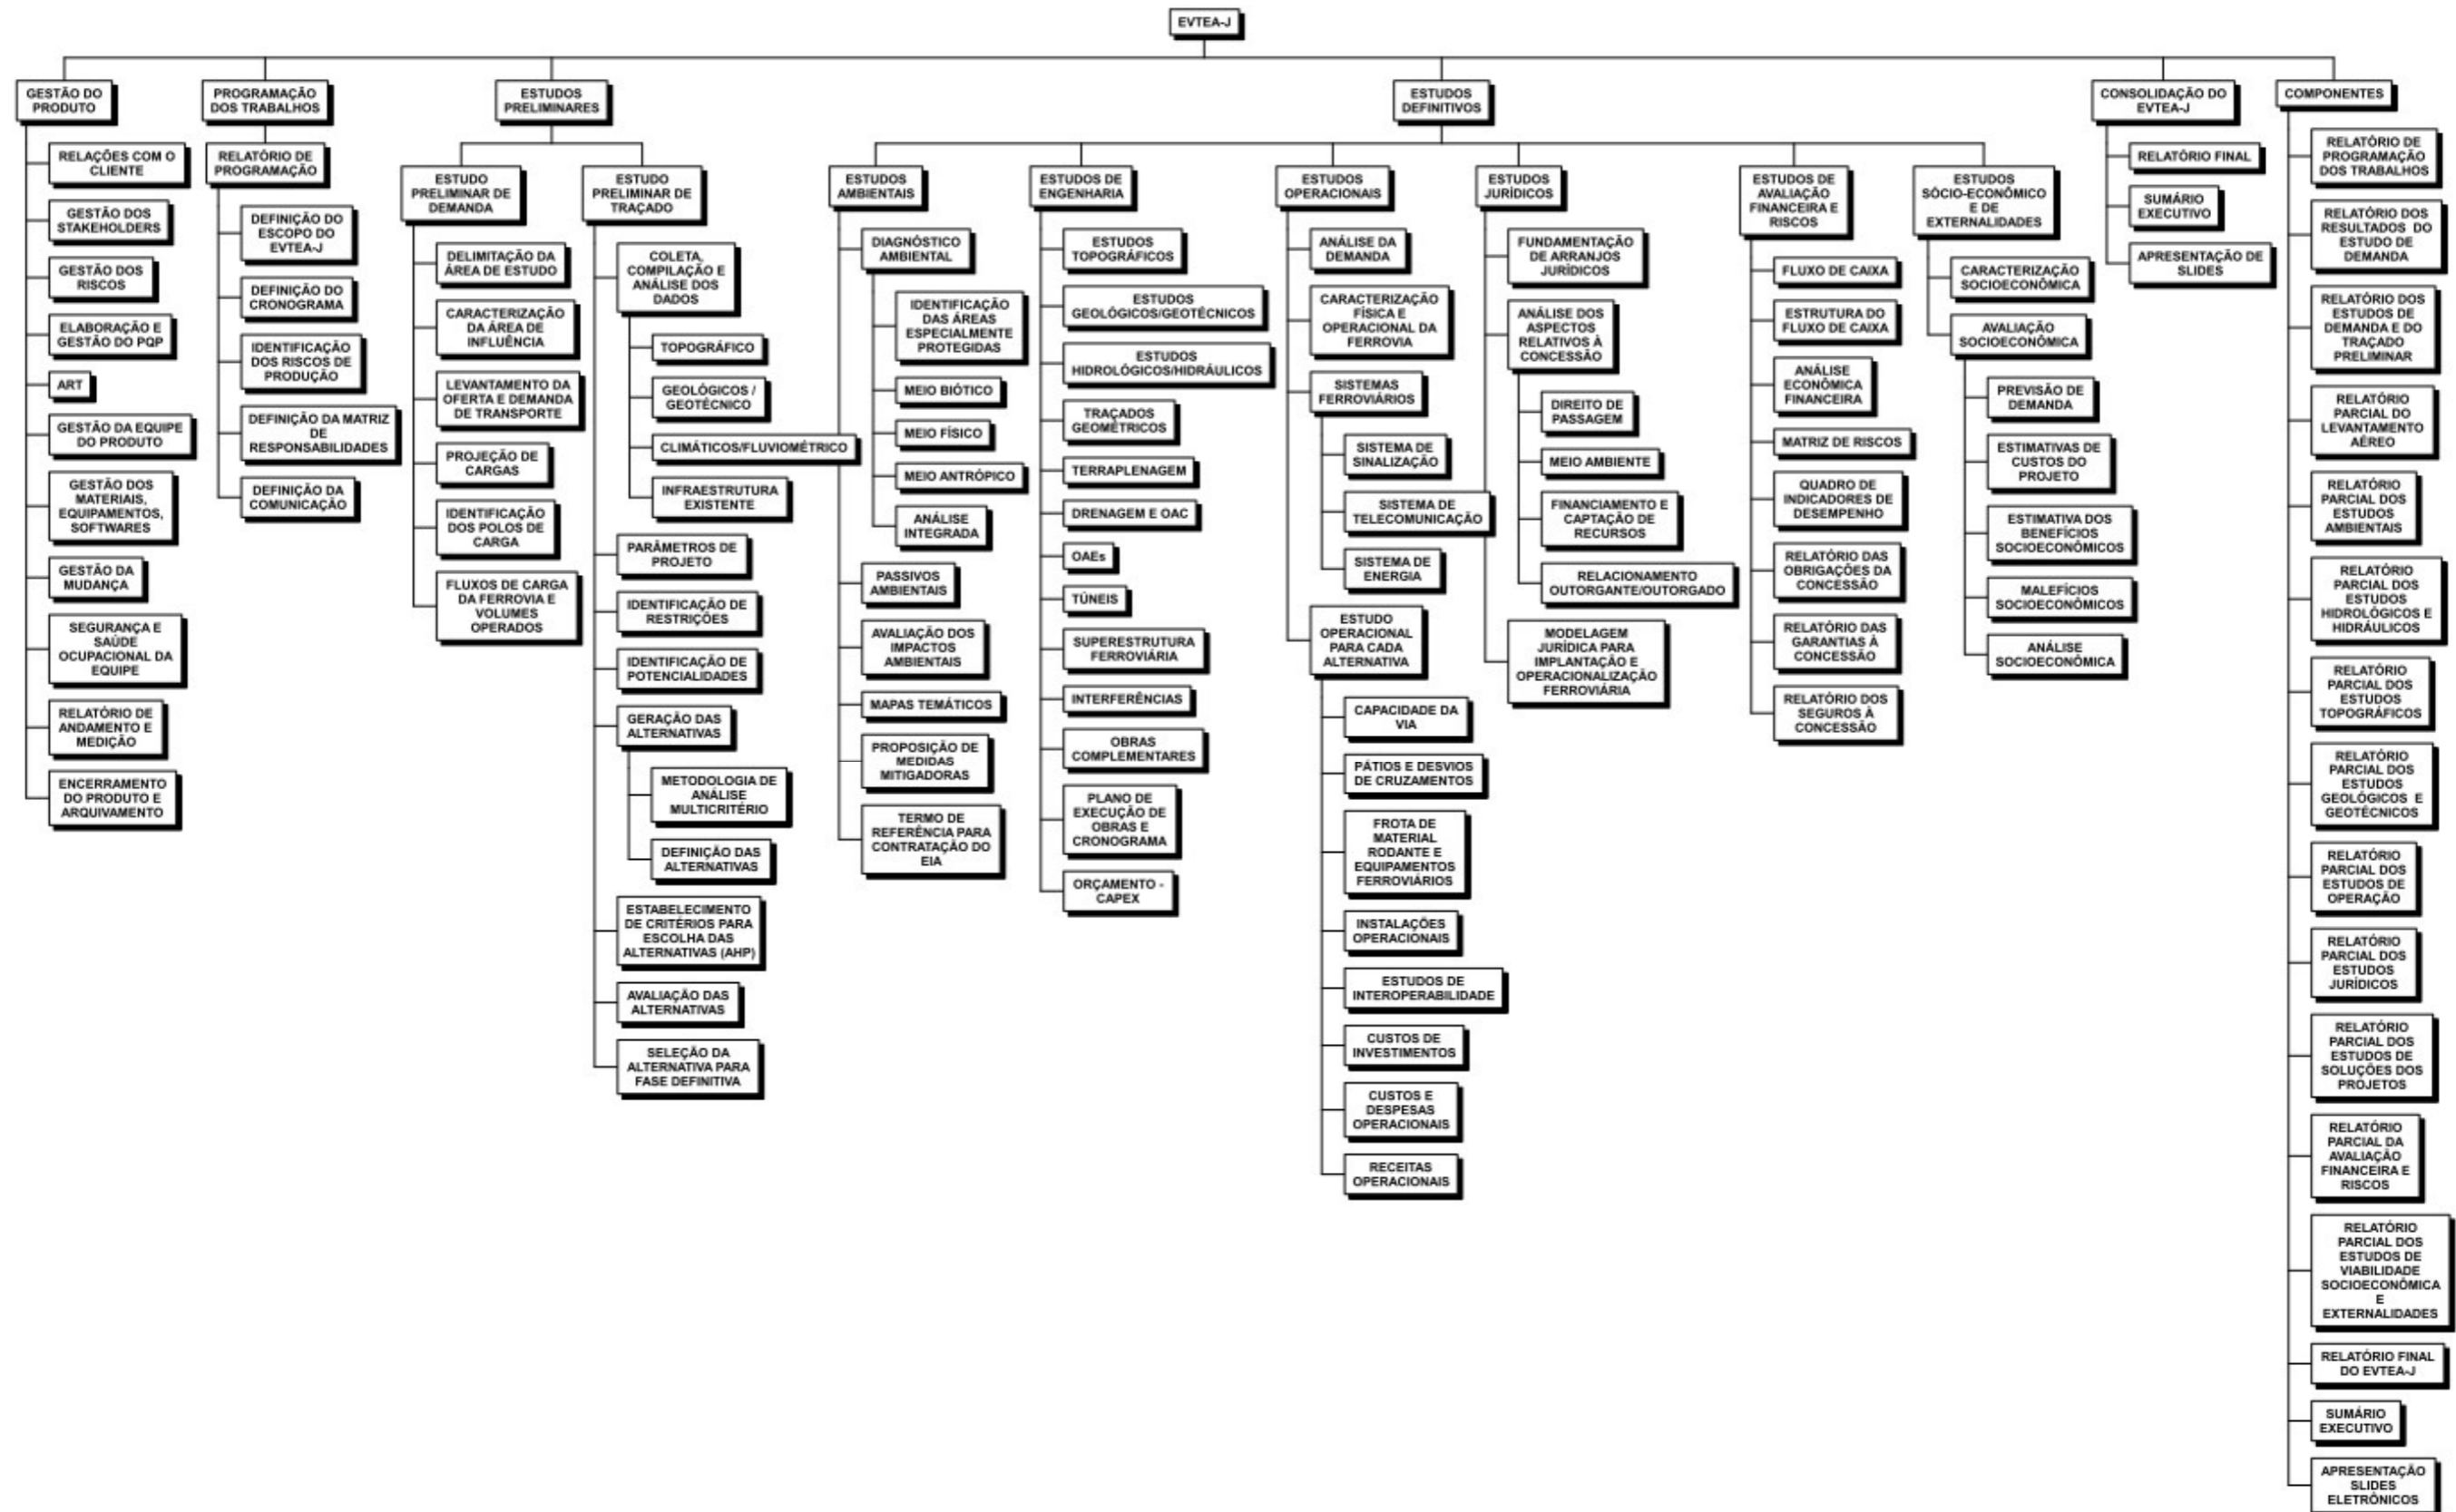 EVTEA-J
GESTÃO DO
PRODUTO
RELAÇÕES COM O
CLIENTE
GESTÃO DOS
STAKEHOLDERS
GESTÃO DOS
RISCOS
ELABORAÇÃO E
GESTÃO DO PQP
ART
GESTÃO DA EQUIPE
DO PRODUTO
GESTÃO DOS
MATERIAIS,
EQUIPAMENTOS,
SOFTWARES
GESTÃO DA
MUDANÇA
SEGURANÇA E
SAÚDE
OCUPACIONAL DA
EQUIPE
RELATÓRIO DE
ANDAMENTO E
MEDIÇÃO
ENCERRAMENTO
DO PRODUTO E
ARQUIVAMENTO
PROGRAMAÇÃO
DOS TRABALHOS
RELATÓRIO DE
PROGRAMAÇÃO
DEFINIÇÃO DO
ESCOPO DO
EVTEA-J
DEFINIÇÃO DO
CRONOGRAMA
IDENTIFICAÇÃO
DOS RISCOS DE
PRODUÇÃO
DEFINIÇÃO DA MATRIZ
DE
RESPONSABILIDADES
DEFINIÇÃO DA
COMUNICAÇÃO
ESTUDOS
PRELIMINARES
ESTUDO
PRELIMINAR DE
DEMANDA
DELIMITAÇÃO DA
ÁREA DE ESTUDO
CARACTERIZAÇÃO
DA ÁREA DE
INFLUÊNCIA
LEVANTAMENTO DA
OFERTA E DEMANDA
DE TRANSPORTE
PROJEÇÃO DE
CARGAS
IDENTIFICAÇÃO
DOS POLOS DE
CARGA
FLUXOS DE CARGA
DA FERROVIA E
VOLUMES
OPERADOS
ESTUDO
PRELIMINAR DE
TRAÇADO
COLETA,
COMPILAÇÃO E
ANÁLISE DOS
DADOS
TOPOGRÁFICO
GEOLÓGICOS /
GEOTÉCNICO
CLIMÁTICOS/FLUVIOMÉTRICO
INFRAESTRUTURA
EXISTENTE
PARÂMETROS DE
PROJETO
IDENTIFICAÇÃO DE
RESTRIÇÕES
IDENTIFICAÇÃO DE
POTENCIALIDADES
GERAÇÃO DAS
ALTERNATIVAS
METODOLOGIA DE
ANÁLISE
MULTICRITÉRIO
DEFINIÇÃO DAS
ALTERNATIVAS
ESTABELECIMENTO
DE CRITÉRIOS PARA
ESCOLHA DAS
ALTERNATIVAS (AHP)
AVALIAÇÃO DAS
ALTERNATIVAS
SELEÇÃO DA
ALTERNATIVA PARA
FASE DEFINITIVA
ESTUDOS
DEFINITIVOS
ESTUDOS
AMBIENTAIS
DIAGNÓSTICO
AMBIENTAL
IDENTIFICAÇÃO
DAS ÁREAS
ESPECIALMENTE
PROTEGIDAS
MEIO BIÓTICO
MEIO FÍSICO
MEIO ANTRÓPICO
ANÁLISE
INTEGRADA
PASSIVOS
AMBIENTAIS
AVALIAÇÃO DOS
IMPACTOS
AMBIENTAIS
MAPAS TEMÁTICOS
PROPOSIÇÃO DE
MEDIDAS
MITIGADORAS
TERMO DE
REFERÊNCIA PARA
CONTRATAÇÃO DO
EIA
ESTUDOS DE
ENGENHARIA
ESTUDOS
TOPOGRÁFICOS
ESTUDOS
GEOLÓGICOS/GEOTÉCNICOS
ESTUDOS
HIDROLÓGICOS/HIDRÁULICOS
TRAÇADOS
GEOMÉTRICOS
TERRAPLENAGEM
DRENAGEM E OAC
OAEs
TÚNEIS
SUPERESTRUTURA
FERROVIÁRIA
INTERFERÊNCIAS
OBRAS
COMPLEMENTARES
PLANO DE
EXECUÇÃO DE
OBRAS E
CRONOGRAMA
ORÇAMENTO -
CAPEX
ESTUDOS
OPERACIONAIS
ANÁLISE DA
DEMANDA
CARACTERIZAÇÃO
FÍSICA E
OPERACIONAL DA
FERROVIA
SISTEMAS
FERROVIÁRIOS
SISTEMA DE
SINALIZAÇÃO
SISTEMA DE
TELECOMUNICAÇÃO
SISTEMA DE
ENERGIA
ESTUDO
OPERACIONAL
PARA CADA
ALTERNATIVA
CAPACIDADE DA
VIA
PÁTIOS E DESVIOS
DE CRUZAMENTOS
FROTA DE
MATERIAL
RODANTE E
EQUIPAMENTOS
FERROVIÁRIOS
INSTALAÇÕES
OPERACIONAIS
ESTUDOS DE
INTEROPERABILIDADE
CUSTOS DE
INVESTIMENTOS
CUSTOS E
DESPESAS
OPERACIONAIS
RECEITAS
OPERACIONAIS
ESTUDOS
JURÍDICOS
FUNDAMENTAÇÃO
DE ARRANJOS
JURÍDICOS
ANÁLISE DOS
ASPECTOS
RELATIVOS À
CONCESSÃO
DIREITO DE
PASSAGEM
MEIO AMBIENTE
FINANCIAMENTO E
CAPTAÇÃO DE
RECURSOS
RELACIONAMENTO
OUTORGANTE/OUTORGADO
MODELAGEM
JURÍDICA PARA
IMPLANTAÇÃO E
OPERACIONALIZAÇÃO
FERROVIÁRIA
ESTUDOS DE
AVALIAÇÃO
FINANCEIRA E
RISCOS
FLUXO DE CAIXA
ESTRUTURA DO
FLUXO DE CAIXA
ANÁLISE
ECONÔMICA
FINANCEIRA
MATRIZ DE RISCOS
QUADRO DE
INDICADORES DE
DESEMPENHO
RELATÓRIO DAS
OBRIGAÇÕES DA
CONCESSÃO
RELATÓRIO DAS
GARANTIAS À
CONCESSÃO
RELATÓRIO DOS
SEGUROS À
CONCESSÃO
ESTUDOS
SÓCIO-ECONÔMICO
E DE
EXTERNALIDADES
CARACTERIZAÇÃO
SOCIOECONÔMICA
AVALIAÇÃO
SOCIOECONÔMICA
PREVISÃO DE
DEMANDA
ESTIMATIVAS DE
CUSTOS DO
PROJETO
ESTIMATIVA DOS
BENEFÍCIOS
SOCIOECONÔMICOS
MALEFÍCIOS
SOCIOECONÔMICOS
ANÁLISE
SOCIOECONÔMICA
CONSOLIDAÇÃO DO
EVTEA-J
RELATÓRIO FINAL
SUMÁRIO
EXECUTIVO
APRESENTAÇÃO DE
SLIDES
COMPONENTES
RELATÓRIO DE
PROGRAMAÇÃO
DOS TRABALHOS
RELATÓRIO DOS
RESULTADOS DO
ESTUDO DE
DEMANDA
RELATÓRIO DOS
ESTUDOS DE
DEMANDA E DO
TRAÇADO
PRELIMINAR
RELATÓRIO
PARCIAL DO
LEVANTAMENTO
AÉREO
RELATÓRIO
PARCIAL DOS
ESTUDOS
AMBIENTAIS
RELATÓRIO
PARCIAL DOS
ESTUDOS
HIDROLÓGICOS E
HIDRÁULICOS
RELATÓRIO
PARCIAL DOS
ESTUDOS
TOPOGRÁFICOS
RELATÓRIO
PARCIAL DOS
ESTUDOS
GEOLÓGICOS E
GEOTÉCNICOS
RELATÓRIO
PARCIAL DOS
ESTUDOS DE
OPERAÇÃO
RELATÓRIO
PARCIAL DOS
ESTUDOS
JURÍDICOS
RELATÓRIO
PARCIAL DOS
ESTUDOS DE
SOLUÇÕES DOS
PROJETOS
RELATÓRIO
PARCIAL DA
AVALIAÇÃO
FINANCEIRA E
RISCOS
RELATÓRIO
PARCIAL DOS
ESTUDOS DE
VIABILIDADE
SOCIOECONÔMICA
E
EXTERNALIDADES
RELATÓRIO FINAL
DO EVTEA-J
SUMÁRIO
EXECUTIVO
APRESENTAÇÃO
SLIDES
ELETRÔNICOS